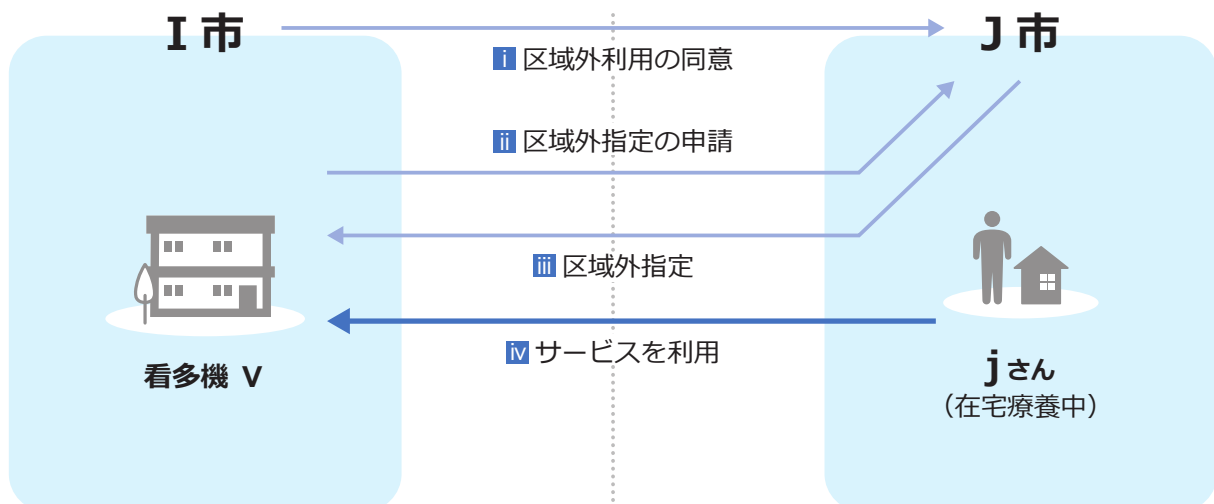 I 市
J 市
i 区域外利用の同意
ii 区域外指定の申請
iii 区域外指定
iv サービスを利用
看多機 V
jさん
（在宅療養中）